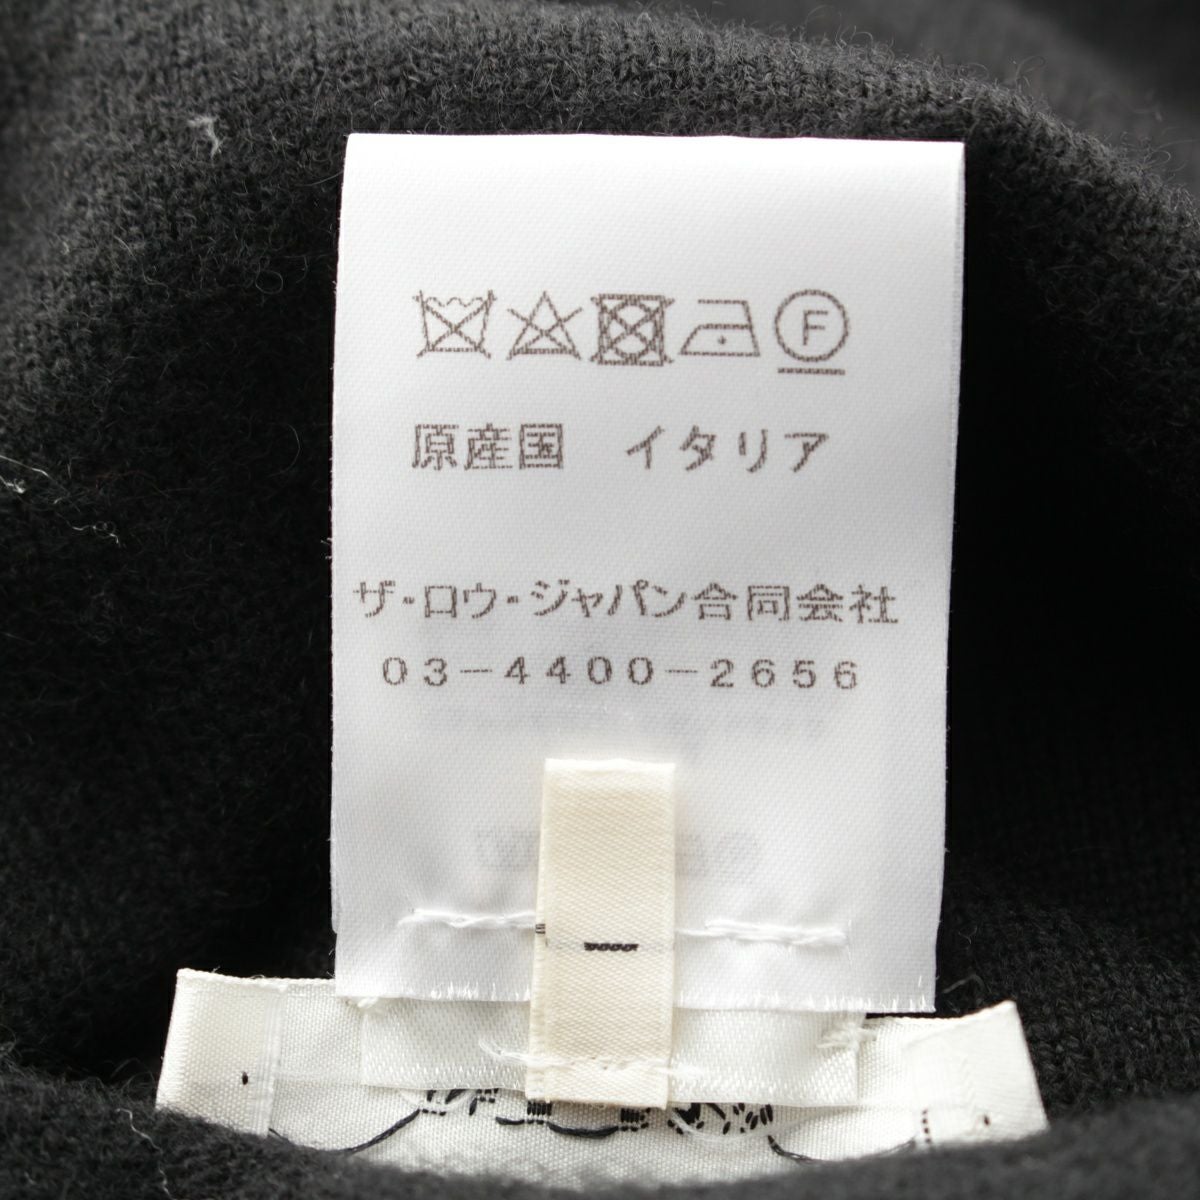 F
原産国　イタリア
ザ・ロウ・ジャパン合同会社
03-4400-2656